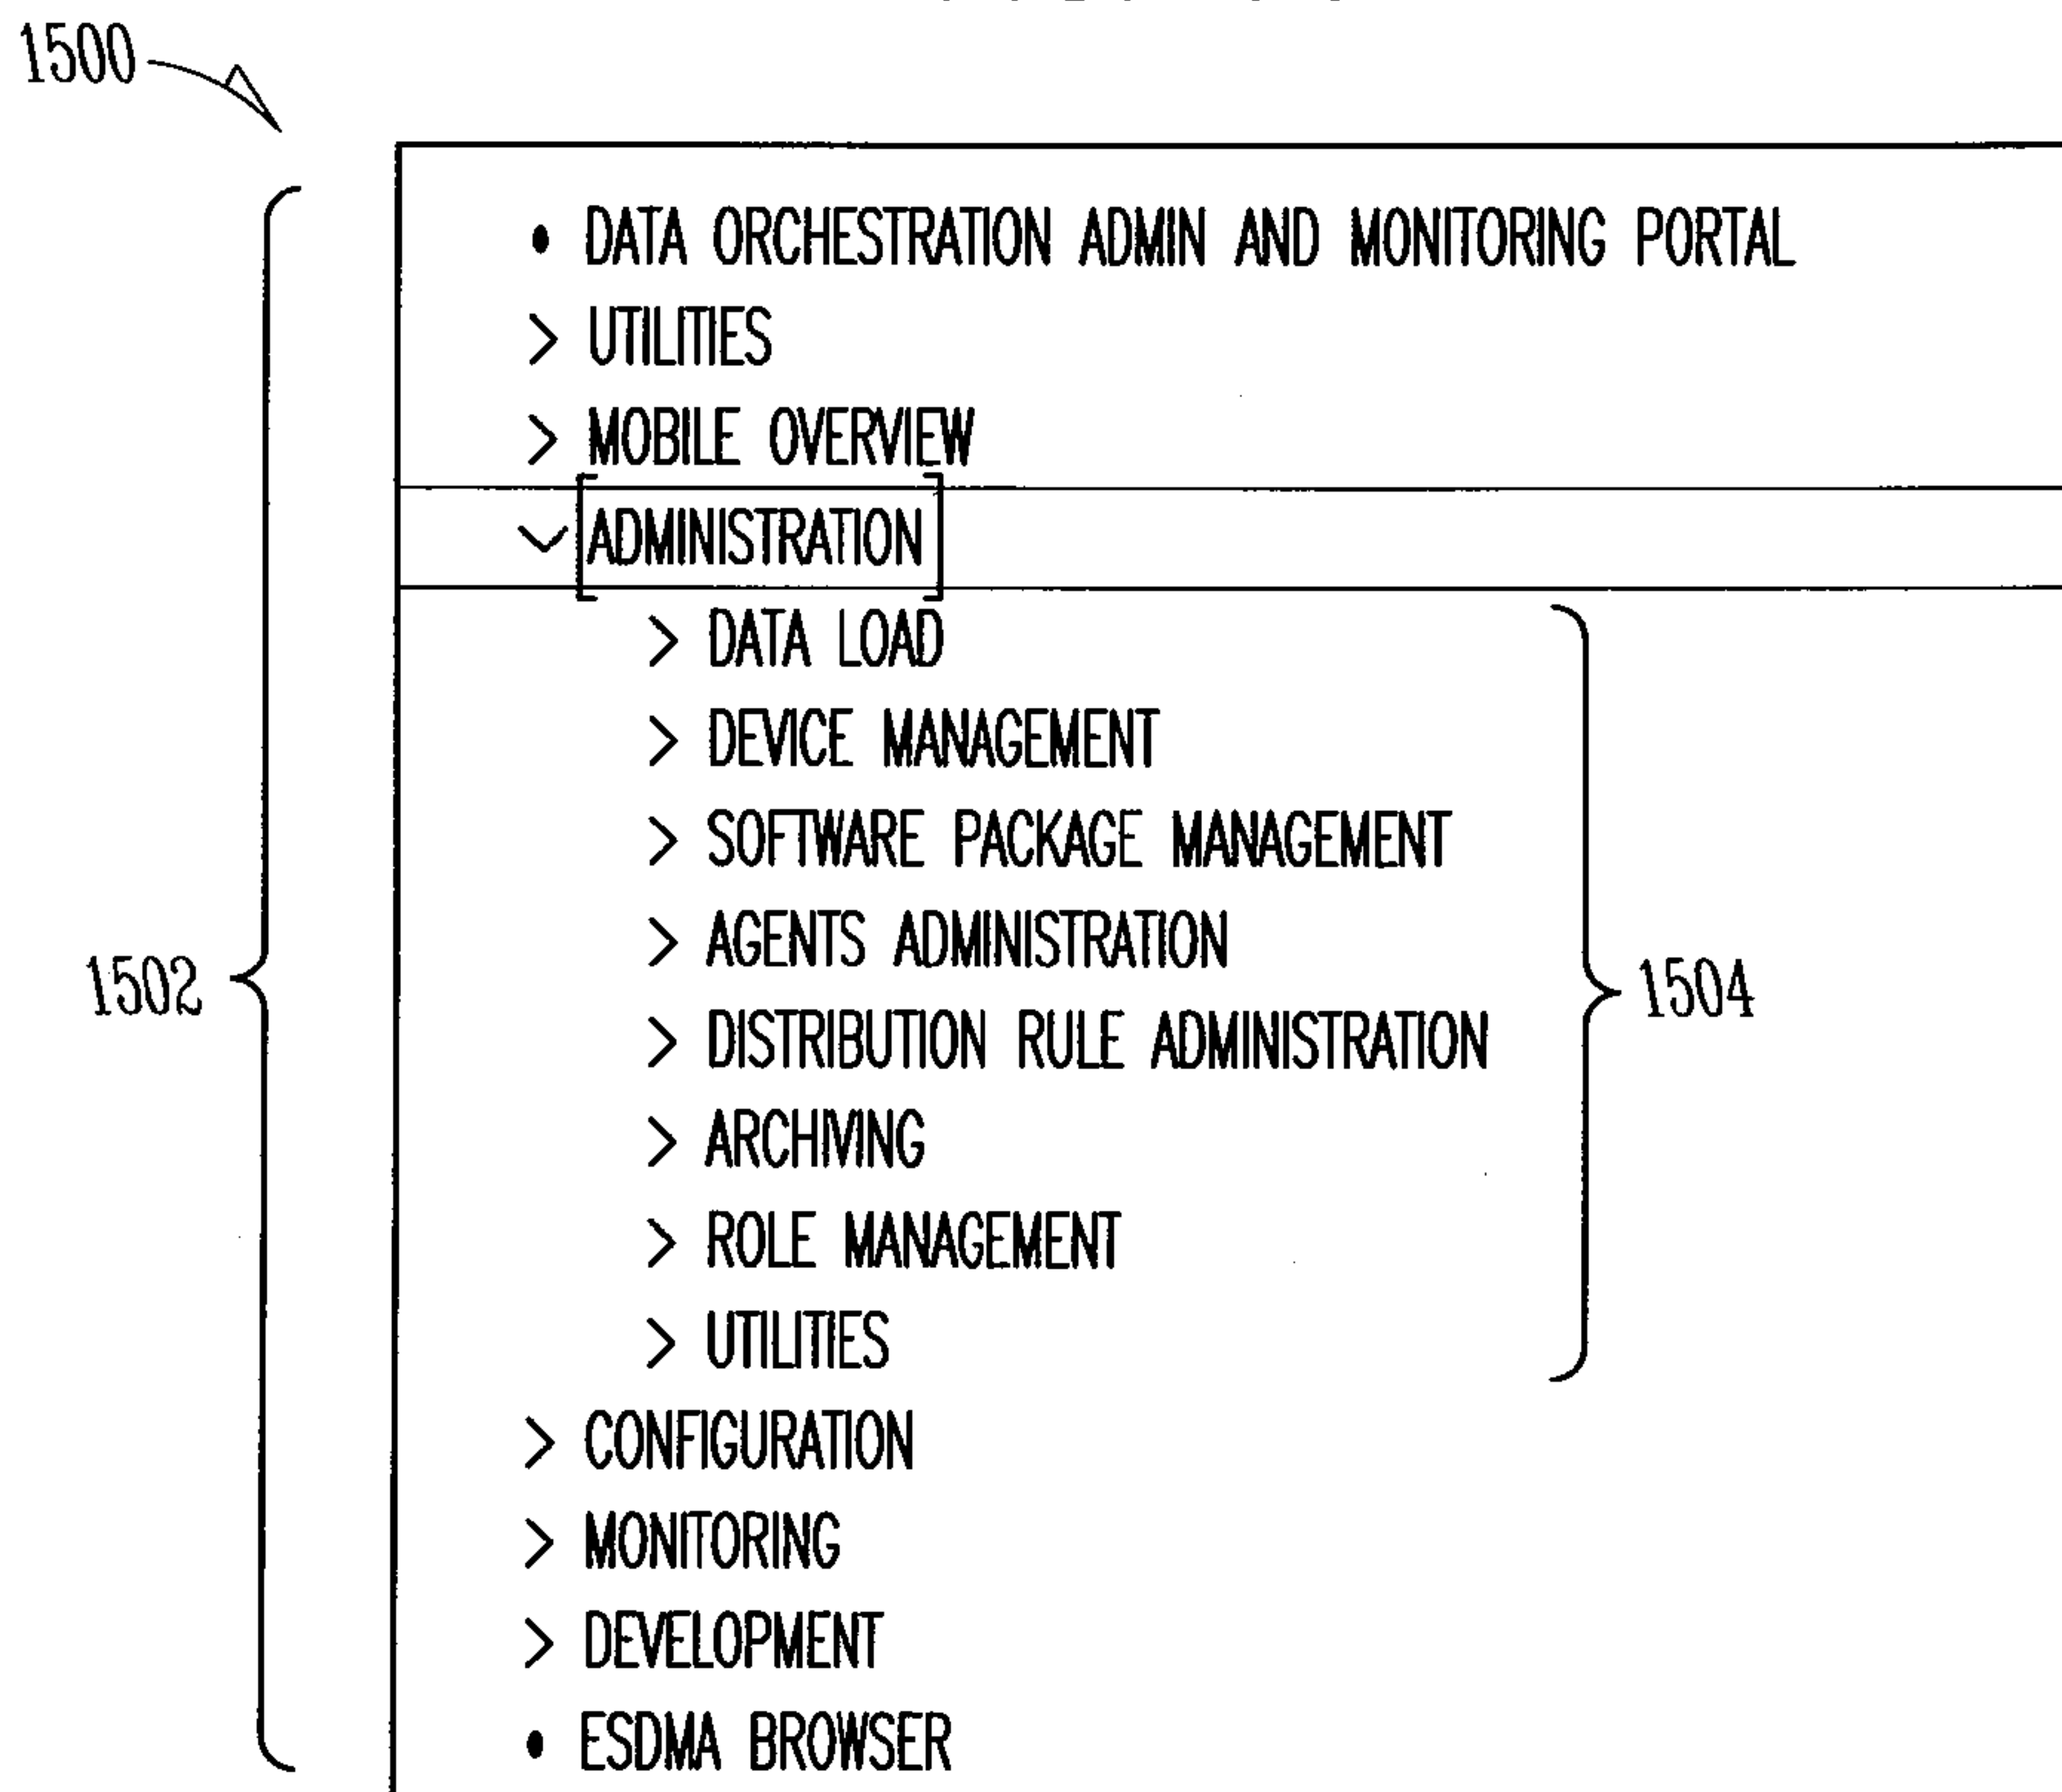 1500
• DATA ORCHESTRATION ADMIN AND MONITORING PORTAL
> UTILITIES
> MOBILE OVERVIEW
[ADMINISTRATION]
> DATA LOAD
> DEVICE MANAGEMENT
> SOFTWARE PACKAGE MANAGEMENT
> AGENTS ADMINISTRATION
1502
1504
> DISTRIBUTION RULE ADMINISTRATION
> ARCHIVING
> ROLE MANAGEMENT
> UTILITIES
> CONFIGURATION
> MONITORING
> DEVELOPMENT
• ESDMA BROWSER